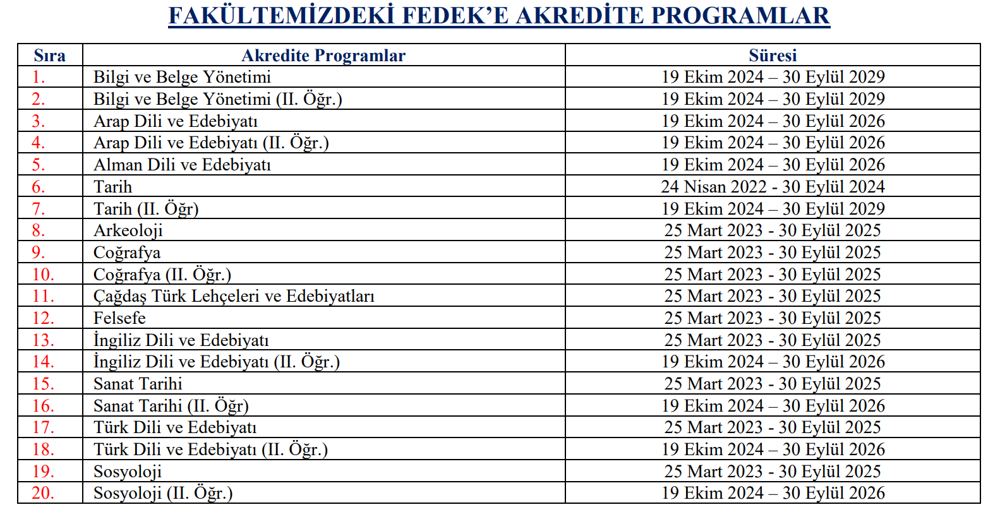 FAKÜLTEMİZDEKİ FEDEK’E AKREDİTE PROGRAMLAR
Sıra Akredite Programlar Süresi
1. Bilgi ve Belge Yönetimi 19 Ekim 2024 – 30 Eylül 2029
2. Bilgi ve Belge Yönetimi (II. Öğr.) 19 Ekim 2024 – 30 Eylül 2029
3. Arap Dili ve Edebiyatı 19 Ekim 2024 – 30 Eylül 2026
4. Arap Dili ve Edebiyatı (II. Öğr.) 19 Ekim 2024 – 30 Eylül 2026
5. Alman Dili ve Edebiyatı 19 Ekim 2024 – 30 Eylül 2026
6. Tarih 24 Nisan 2022 - 30 Eylül 2024
7. Tarih (II. Öğr) 19 Ekim 2024 – 30 Eylül 2029
8. Arkeoloji 25 Mart 2023 - 30 Eylül 2025
9. Coğrafya 25 Mart 2023 - 30 Eylül 2025
10. Coğrafya (II. Öğr.) 25 Mart 2023 - 30 Eylül 2025
11. Çağdaş Türk Lehçeleri ve Edebiyatları 25 Mart 2023 - 30 Eylül 2025
12. Felsefe 25 Mart 2023 - 30 Eylül 2025
13. İngiliz Dili ve Edebiyatı 25 Mart 2023 - 30 Eylül 2025
14. İngiliz Dili ve Edebiyatı (II. Öğr.) 19 Ekim 2024 – 30 Eylül 2026
15. Sanat Tarihi 25 Mart 2023 - 30 Eylül 2025
16. Sanat Tarihi (II. Öğr) 19 Ekim 2024 – 30 Eylül 2026
17. Türk Dili ve Edebiyatı 25 Mart 2023 - 30 Eylül 2025
18. Türk Dili ve Edebiyatı (II. Öğr.) 19 Ekim 2024 – 30 Eylül 2026
19. Sosyoloji 25 Mart 2023 - 30 Eylül 2025
20. Sosyoloji (II. Öğr.) 19 Ekim 2024 – 30 Eylül 2026